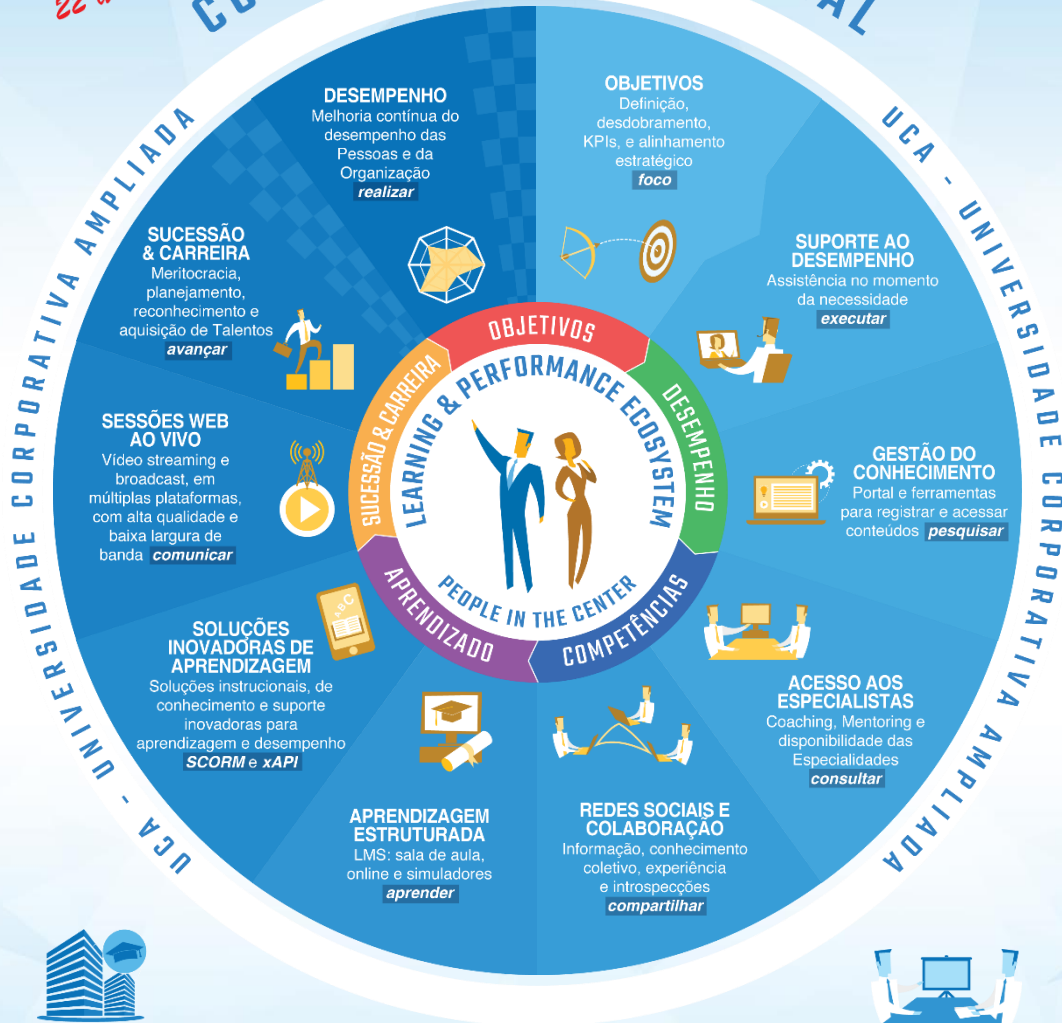 22
UCA - UNIVERSIDADE CORPORATIVA AMPLIADA
UCA - UNIVERSIDADE CORPORATIVA AMPLIADA
OBJETIVOS
Definição,
desdobramento,
KPIs, e alinhamento
estratégico
foco
SUPORTE AO
DESEMPENHO
Assistência no momento
da necessidade
executar
GESTÃO DO
CONHECIMENTO
Portal e ferramentas
para registrar e acessar
conteúdos pesquisar
ACESSO AOS
ESPECIALISTAS
Coaching, Mentoring e
disponibilidade das
Especialidades
consultar
REDES SOCIAIS E
COLABORAÇÃO
Informação, conhecimento
coletivo, experiência
e introspecções
compartilhar
APRENDIZAGEM
ESTRUTURADA
LMS: sala de aula,
online e simuladores
aprender
SOLUÇÕES
INOVADORAS DE
APRENDIZAGEM
Soluções instrucionais, de
conhecimento e suporte
inovadoras para
aprendizagem e desempenho
SCORM e xAPI
ABC
SESSÕES WEB
AO VIVO
Vídeo streaming e
broadcast, em
múltiplas plataformas,
com alta qualidade e
baixa largura de
banda comunicar
SUCESSÃO
& CARREIRA
Meritocracia,
planejamento,
reconhecimento e
aquisição de Talentos
avançar
DESEMPENHO
Melhoria contínua do
desempenho das
Pessoas e da
Organização
realizar
OBJETIVOS
DESEMPENHO
COMPETÊNCIAS
APRENDIZADO
SUCESSÃO & CARREIRA
LEARNING & PERFORMANCE ECOSYSTEM
PEOPLE IN THE CENTER